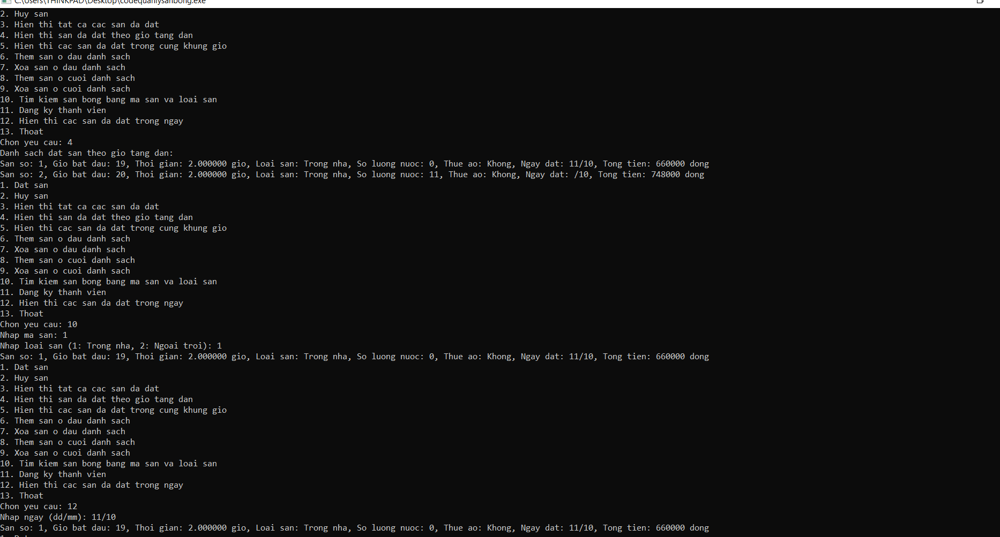 C:\Users\THINKPAD\Desktop\codequanlysanbong.exe
2. Huy san
3. Hien thi tat ca cac san da dat
4. Hien thi san da dat theo gio tang dan
5. Hien thi cac san da dat trong cung khung gio
6. Them san o dau danh sach
7. Xoa san o dau danh sach
8. Them san o cuoi danh sach
9. Xoa san o cuoi danh sach
10. Tim kiem san bong bang ma san va loai san
11. Dang ky thanh vien
12. Hien thi cac san da dat trong ngay
13. Thoat
Chon yeu cau: 4
Danh sach dat san theo gio tang dan:
San so: 1, Gio bat dau: 19, Thoi gian: 2.000000 gio, Loai san: Trong nha, So luong nuoc: 0, Thue ao: Khong, Ngay dat: 11/10, Tong tien: 660000 dong
San so: 2, Gio bat dau: 20, Thoi gian: 2.000000 gio, Loai san: Trong nha, So luong nuoc: 11, Thue ao: Khong, Ngay dat: /10, Tong tien: 748000 dong
1. Dat san
2. Huy san
3. Hien thi tat ca cac san da dat
4. Hien thi san da dat theo gio tang dan
5. Hien thi cac san da dat trong cung khung gio
6. Them san o dau danh sach
7. Xoa san o dau danh sach
8. Them san o cuoi danh sach
9. Xoa san o cuoi danh sach
10. Tim kiem san bong bang ma san va loai san
11. Dang ky thanh vien
12. Hien thi cac san da dat trong ngay
13. Thoat
Chon yeu cau: 10
Nhap ma san: 1
Nhap loai san (1: Trong nha, 2: Ngoai troi): 1
San so: 1, Gio bat dau: 19, Thoi gian: 2.000000 gio, Loai san: Trong nha, So luong nuoc: 0, Thue ao: Khong, Ngay dat: 11/10, Tong tien: 660000 dong
1. Dat san
2. Huy san
3. Hien thi tat ca cac san da dat
4. Hien thi san da dat theo gio tang dan
5. Hien thi cac san da dat trong cung khung gio
6. Them san o dau danh sach
7. Xoa san o dau danh sach
8. Them san o cuoi danh sach
9. Xoa san o cuoi danh sach
10. Tim kiem san bong bang ma san va loai san
11. Dang ky thanh vien
12. Hien thi cac san da dat trong ngay
13. Thoat
Chon yeu cau: 12
Nhap ngay (dd/mm): 11/10
San so: 1, Gio bat dau: 19, Thoi gian: 2.000000 gio, Loai san: Trong nha, So luong nuoc: 0, Thue ao: Khong, Ngay dat: 11/10, Tong tien: 660000 dong